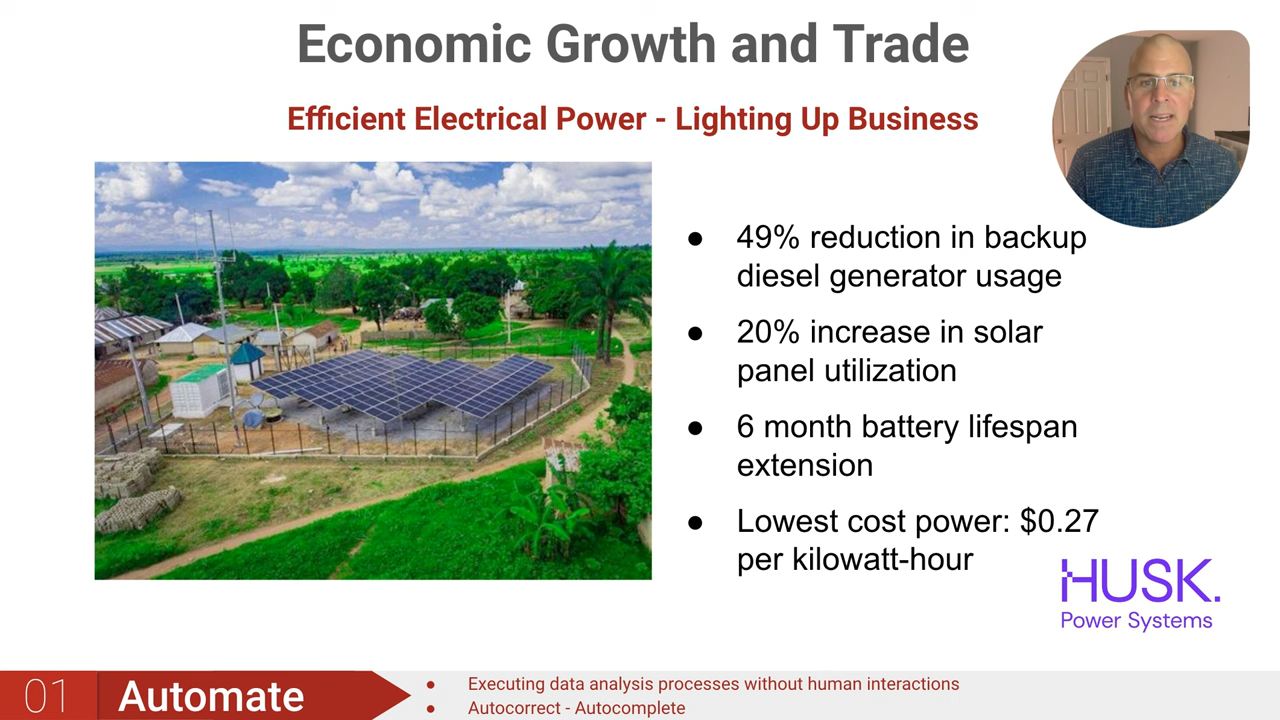 Economic Growth and Trade
Efficient Electrical Power - Lighting Up Business
● 49% reduction in backup
diesel generator usage
● 20% increase in solar
panel utilization
● 6 month battery lifespan
extension
● Lowest cost power: $0.27
per kilowatt-hour
HUSK.
Power Systems
01 Automate
● Executing data analysis processes without human interactions
● Autocorrect - Autocomplete